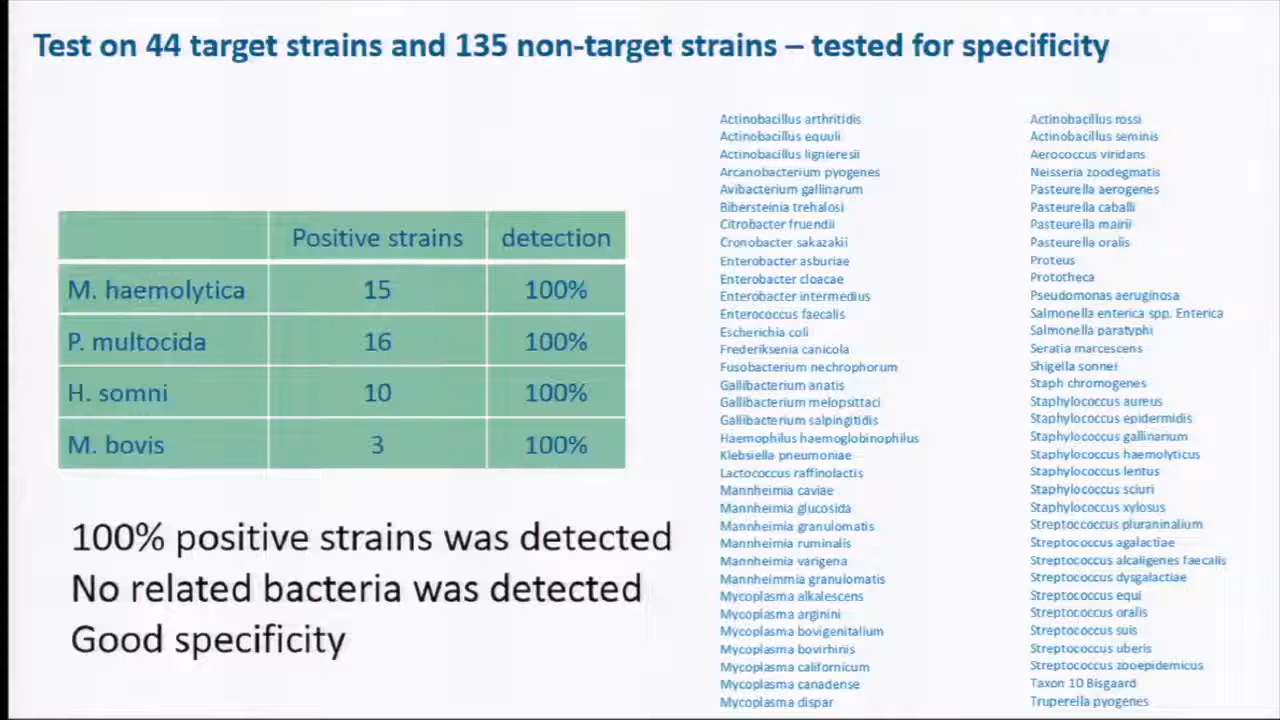 Test on 44 target strains and 135 non-target strains – tested for specificity
Positive strains detection
M. haemolytica 15 100%
P. multocida 16 100%
H. somni 10 100%
M. bovis 3 100%
100% positive strains was detected
No related bacteria was detected
Good specificity
Actinobacillus arthritidis
Actinobacillus equuli
Actinobacillus lignieresii
Arcanobacterium pyogenes
Avibacterium gallinarum
Bibersteinia trehalosi
Citrobacter fruendii
Cronobacter sakazakii
Enterobacter asburiae
Enterobacter cloacae
Enterobacter intermedius
Enterococcus faecalis
Escherichia coli
Frederiksenia canicola
Fusobacterium nechrophorum
Gallibacterium anatis
Gallibacterium melopsittaci
Gallibacterium salpingitidis
Haemophilus haemoglobinophilus
Klebsiella pneumoniae
Lactococcus raffinolactis
Mannheimia caviae
Mannheimia glucosida
Mannheimia granulomatis
Mannheimia ruminalis
Mannheimia varigena
Mannheimmia granulomatis
Mycoplasma alkalescens
Mycoplasma arginini
Mycoplasma bovigenitalium
Mycoplasma bovirhinis
Mycoplasma californicum
Mycoplasma canadense
Mycoplasma dispar
Actinobacillus rossi
Actinobacillus seminis
Aerococcus viridans
Neisseria zoodegmatis
Pasteurella aerogenes
Pasteurella caballi
Pasteurella mairii
Pasteurella oralis
Proteus
Prototheca
Pseudomonas aeruginosa
Salmonella enterica spp. Enterica
Salmonella paratyphi
Seratia marcescens
Shigella sonnei
Staph chromogenes
Staphylococcus aureus
Staphylococcus epidermidis
Staphylococcus gallinarium
Staphylococcus haemolyticus
Staphylococcus lentus
Staphylococcus sciuri
Staphylococcus xylosus
Streptoccoccus pluraninalium
Streptococcus agalactiae
Streptococcus alcaligenes faecalis
Streptococcus dysgalactiae
Streptococcus equi
Streptococcus oralis
Streptococcus suis
Streptococcus uberis
Streptococcus zooepidemicus
Taxon 10 Bisgaard
Truperella pyogenes